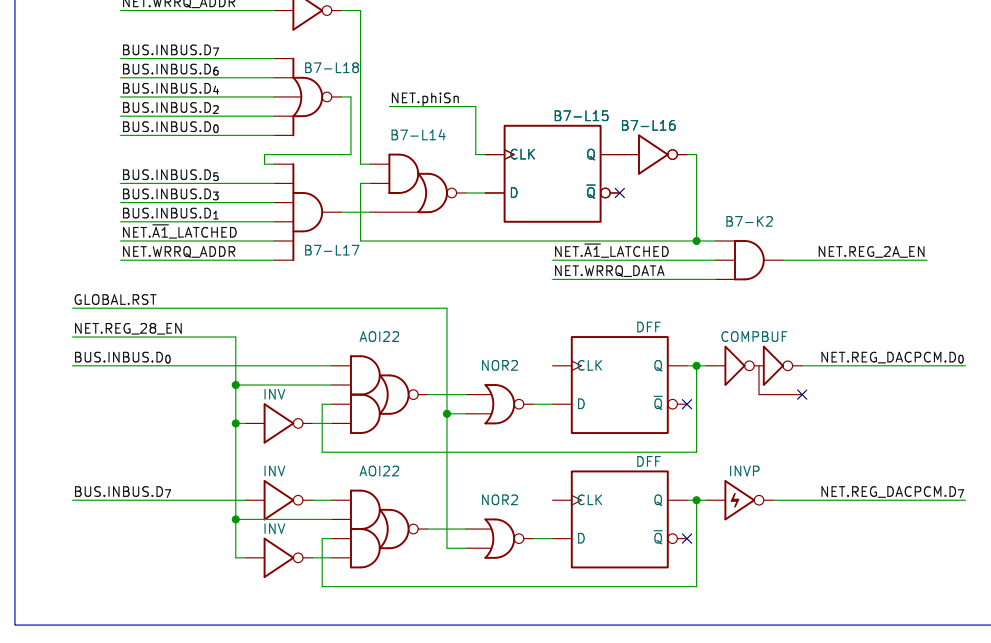 NET.WRRQ_ADDR
BUS.INBUS.D7
BUS.INBUS.D6
B7-L18
BUS.INBUS.D4
BUS.INBUS.D2
BUS.INBUS.D0
NET.phiSn
B7-L14
B7-L15
B7-L16
CLK
Q
D
Q̅
BUS.INBUS.D5
BUS.INBUS.D3
BUS.INBUS.D1
NET.A̅1̅_LATCHED
NET.WRRQ_ADDR
B7-L17
B7-K2
NET.A̅1̅_LATCHED
NET.WRRQ_DATA
NET.REG_2A_EN
GLOBAL.RST
NET.REG_28_EN
BUS.INBUS.D0
INV
AOI22
NOR2
DFF
CLK
Q
D
Q̅
COMPBUF
NET.REG_DACPCM.D0
INV
AOI22
NOR2
DFF
INVP
BUS.INBUS.D7
INV
CLK
Q
D
Q̅
NET.REG_DACPCM.D7